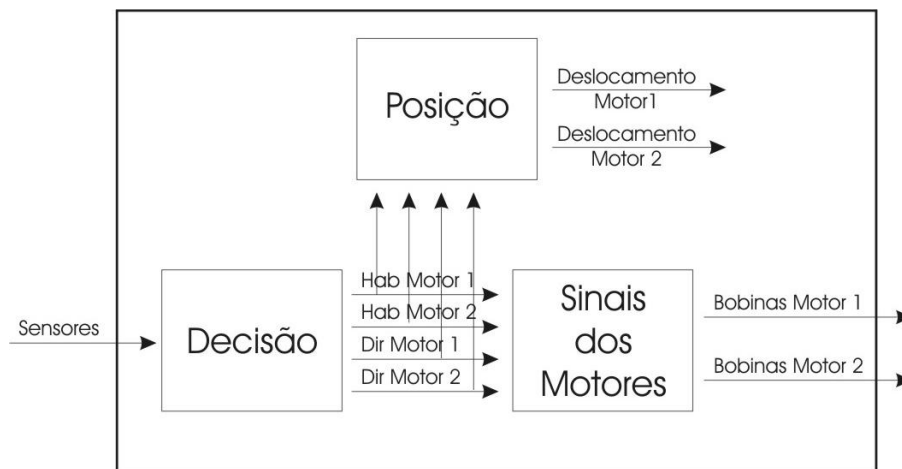 Posição
Deslocamento
Motor1
Deslocamento
Motor 2
Sensores
Decisão
Hab Motor 1
Hab Motor 2
Dir Motor 1
Dir Motor 2
Sinais
dos
Motores
Bobinas Motor 1
Bobinas Motor 2